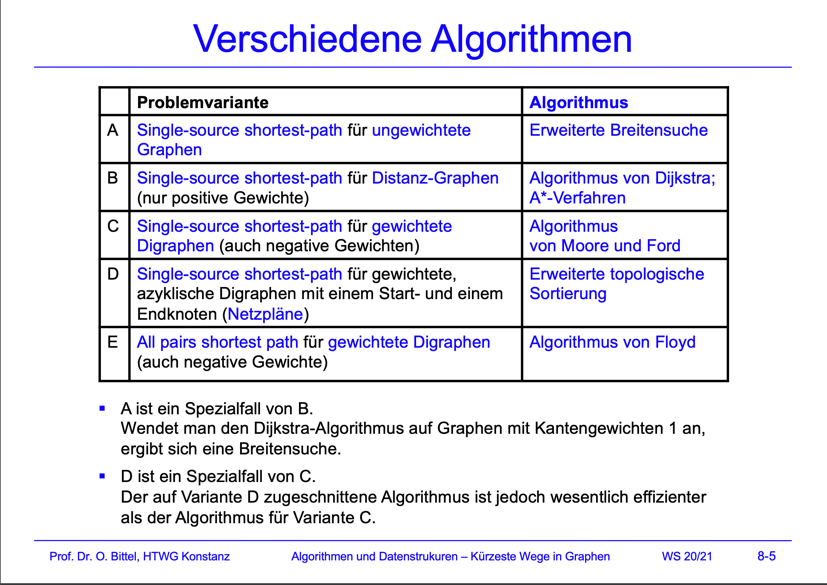 Verschiedene Algorithmen
Problemvariante Algorithmus
A Single-source shortest-path für ungewichtete Erweiterte Breitensuche
Graphen
B Single-source shortest-path für Distanz-Graphen Algorithmus von Dijkstra;
(nur positive Gewichte) A*-Verfahren
C Single-source shortest-path für gewichtete Algorithmus
Digraphen (auch negative Gewichten) von Moore und Ford
D Single-source shortest-path für gewichtete, Erweiterte topologische
azyklische Digraphen mit einem Start- und einem Sortierung
Endknoten (Netzpläne)
E All pairs shortest path für gewichtete Digraphen Algorithmus von Floyd
(auch negative Gewichte)
▪ A ist ein Spezialfall von B.
Wendet man den Dijkstra-Algorithmus auf Graphen mit Kantengewichten 1 an,
ergibt sich eine Breitensuche.
▪ D ist ein Spezialfall von C.
Der auf Variante D zugeschnittene Algorithmus ist jedoch wesentlich effizienter
als der Algorithmus für Variante C.
Prof. Dr. O. Bittel, HTWG Konstanz Algorithmen und Datenstrukuren – Kürzeste Wege in Graphen WS 20/21 8-5